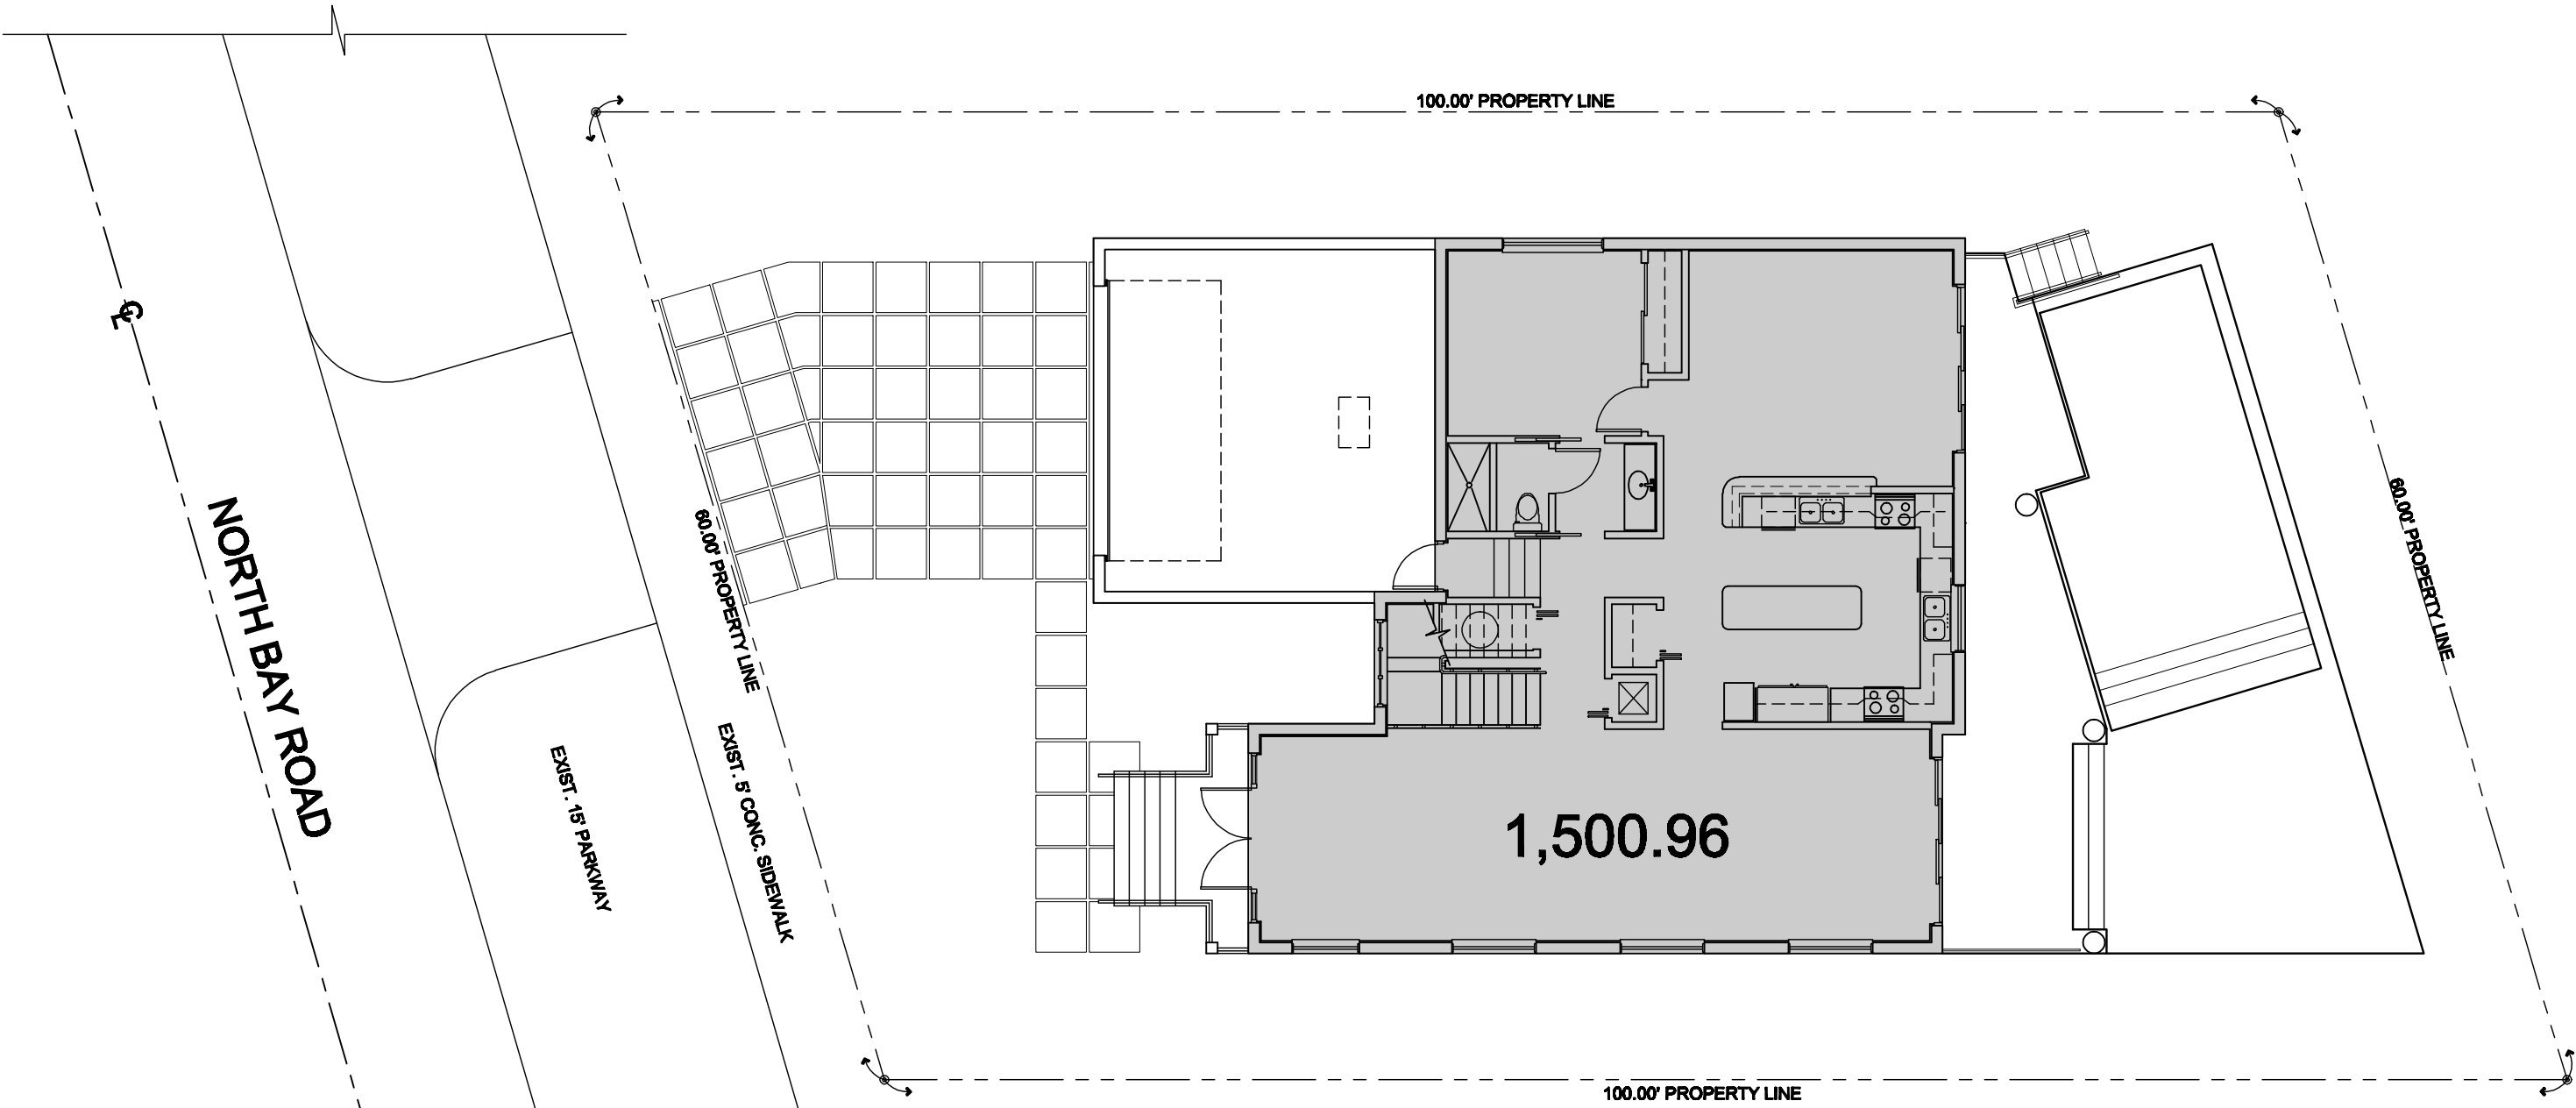 100.00' PROPERTY LINE
℄
NORTH BAY ROAD
60.00' PROPERTY LINE
60.00' PROPERTY LINE
EXIST. 15' PARKWAY
EXIST. 5' CONC. SIDEWALK
1,500.96
100.00' PROPERTY LINE